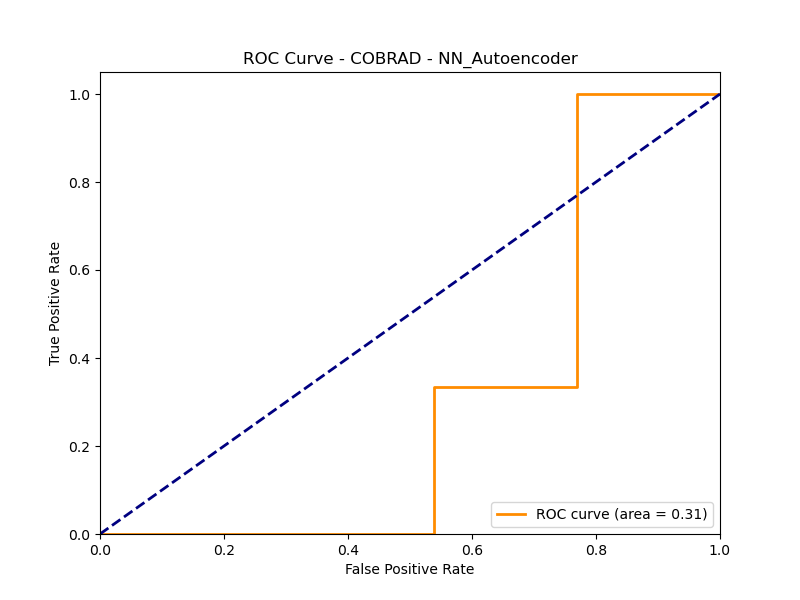 ROC Curve - COBRAD - NN_Autoencoder
True Positive Rate
1.0
0.8
0.6
0.4
0.2
0.0
0.0 0.2 0.4 0.6 0.8 1.0
False Positive Rate
ROC curve (area = 0.31)